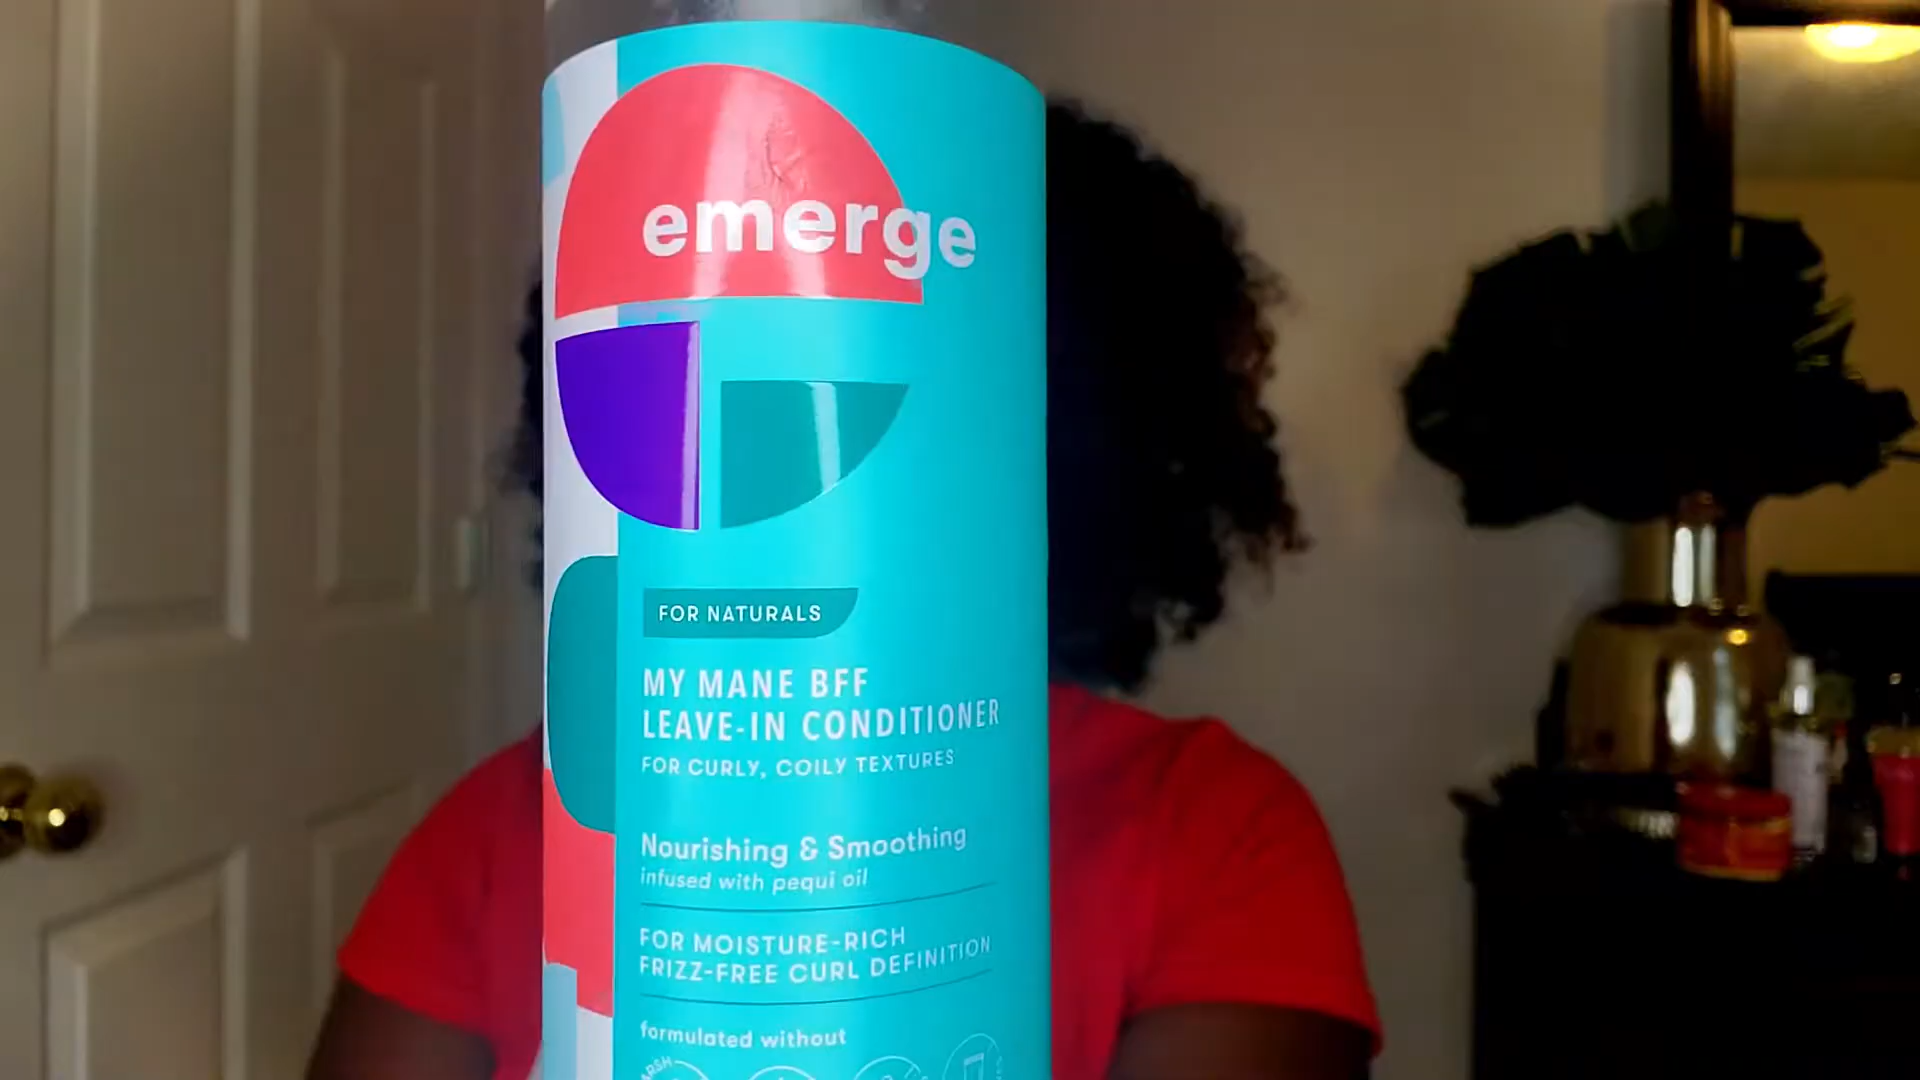 emerge
FOR NATURALS
MY MANE BFF
LEAVE-IN CONDITIONER
FOR CURLY, COILY TEXTURES
Nourishing & Smoothing
infused with pequi oil
FOR MOISTURE-RICH
FRIZZ-FREE CURL DEFINITION
formulated without